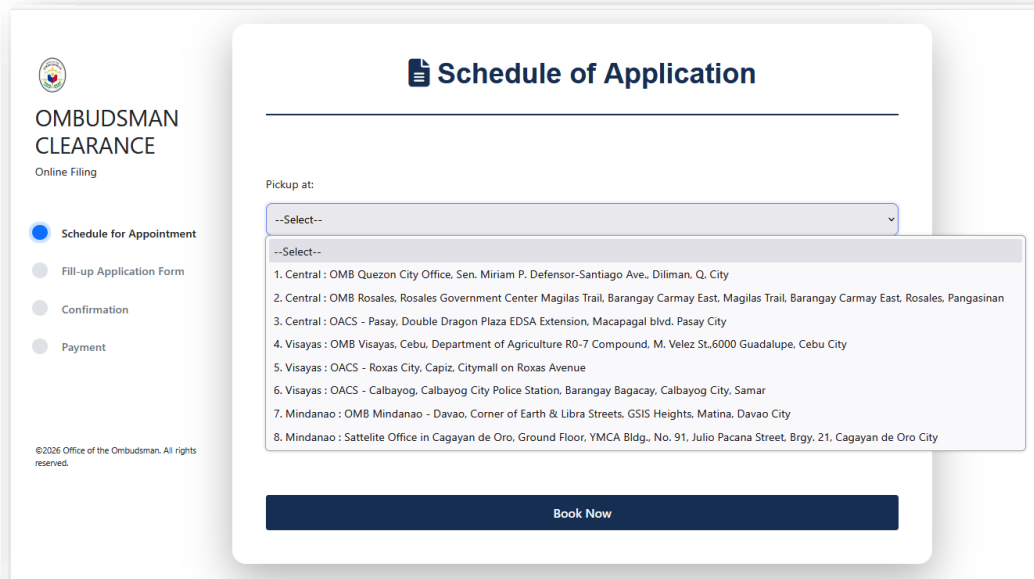 OMBUDSMAN
CLEARANCE
Online Filing
Schedule for Appointment
Fill-up Application Form
Confirmation
Payment
©2026 Office of the Ombudsman. All rights
reserved.
Schedule of Application
Pickup at:
--Select--
--Select--
1. Central : OMB Quezon City Office, Sen. Miriam P. Defensor-Santiago Ave., Diliman, Q. City
2. Central : OMB Rosales, Rosales Government Center Magilas Trail, Barangay Carmay East, Magilas Trail, Barangay Carmay East, Rosales, Pangasinan
3. Central : OACS - Pasay, Double Dragon Plaza EDSA Extension, Macapagal blvd. Pasay City
4. Visayas : OMB Visayas, Cebu, Department of Agriculture R0-7 Compound, M. Velez St.,6000 Guadalupe, Cebu City
5. Visayas : OACS - Roxas City, Capiz, Citymall on Roxas Avenue
6. Visayas : OACS - Calbayog, Calbayog City Police Station, Barangay Bagacay, Calbayog City, Samar
7. Mindanao : OMB Mindanao - Davao, Corner of Earth & Libra Streets, GSIS Heights, Matina, Davao City
8. Mindanao : Sattelite Office in Cagayan de Oro, Ground Floor, YMCA Bldg., No. 91, Julio Pacana Street, Brgy. 21, Cagayan de Oro City
Book Now